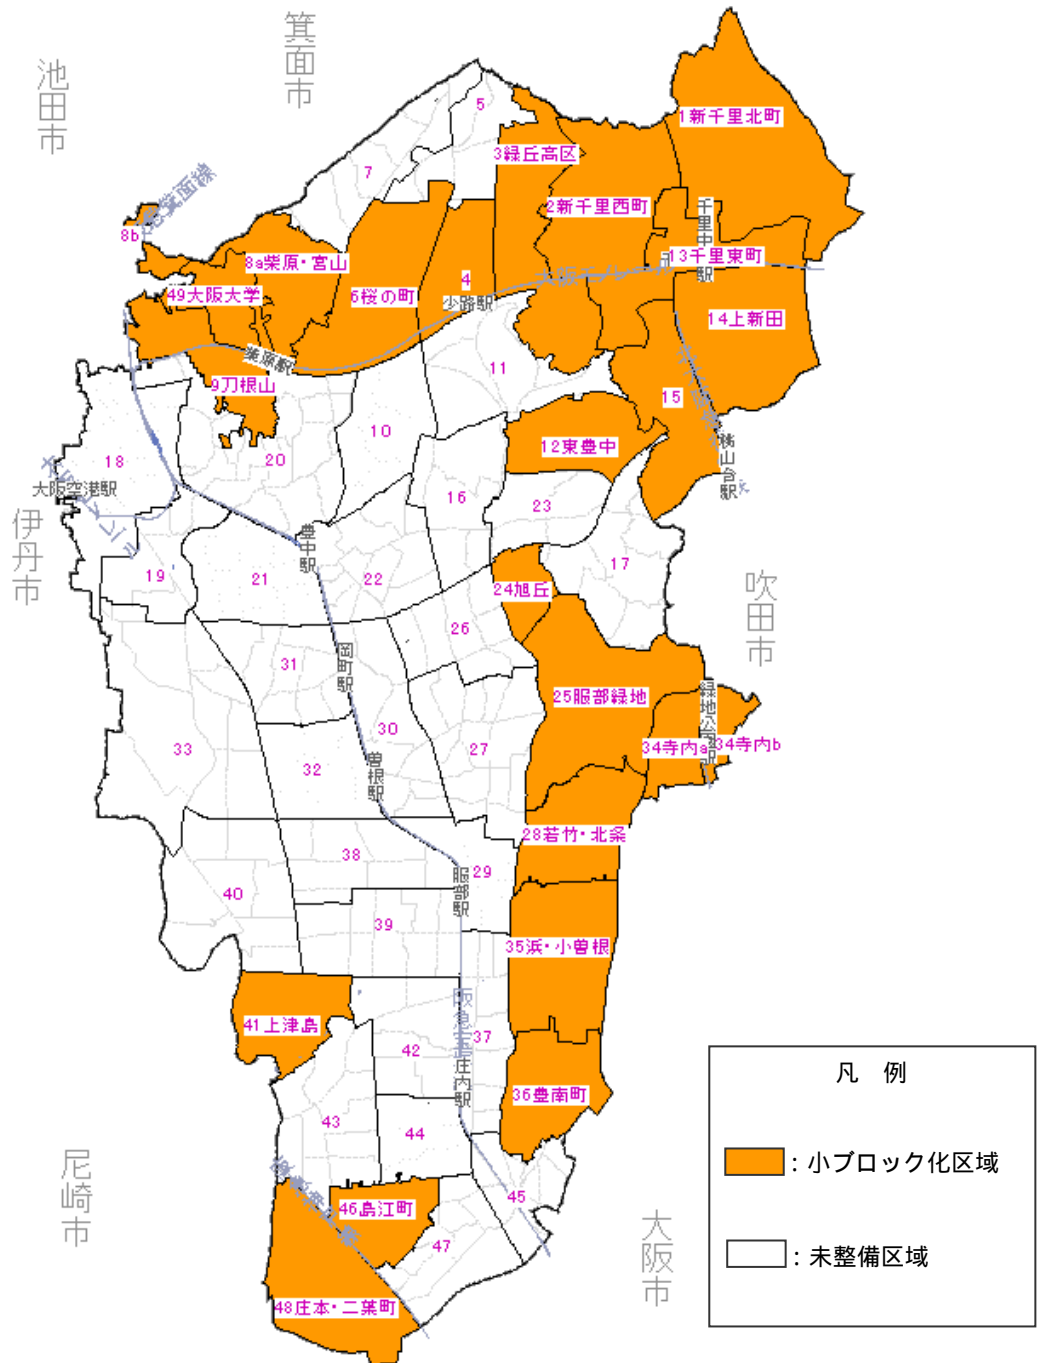 箕面市
池田市
5
1新千里北町
3緑丘高区
7
2新千里西町
8b
箕面線
千里中央駅
13千里東町
8a柴原・宮山
4
49大阪大学
6桜の町
少路駅
14上新田
柴原駅
11
9刀根山
15
10
12東豊中
18
20
桃山台駅
大阪空港駅
16
23
伊丹市
豊中駅
17
19
21
22
24旭丘
吹田市
26
岡町駅
31
25服部緑地
緑地公園駅
30
27
34寺内a
34寺内b
33
32
曽根駅
28若竹・北条
38
29
服部駅
40
39
35浜・小曽根
41上津島
37
42
庄内駅
凡 例
36豊南町
43
44
:小ブロック化区域
尼崎市
45
46島江町
大阪市
47
:未整備区域
48庄本・二葉町